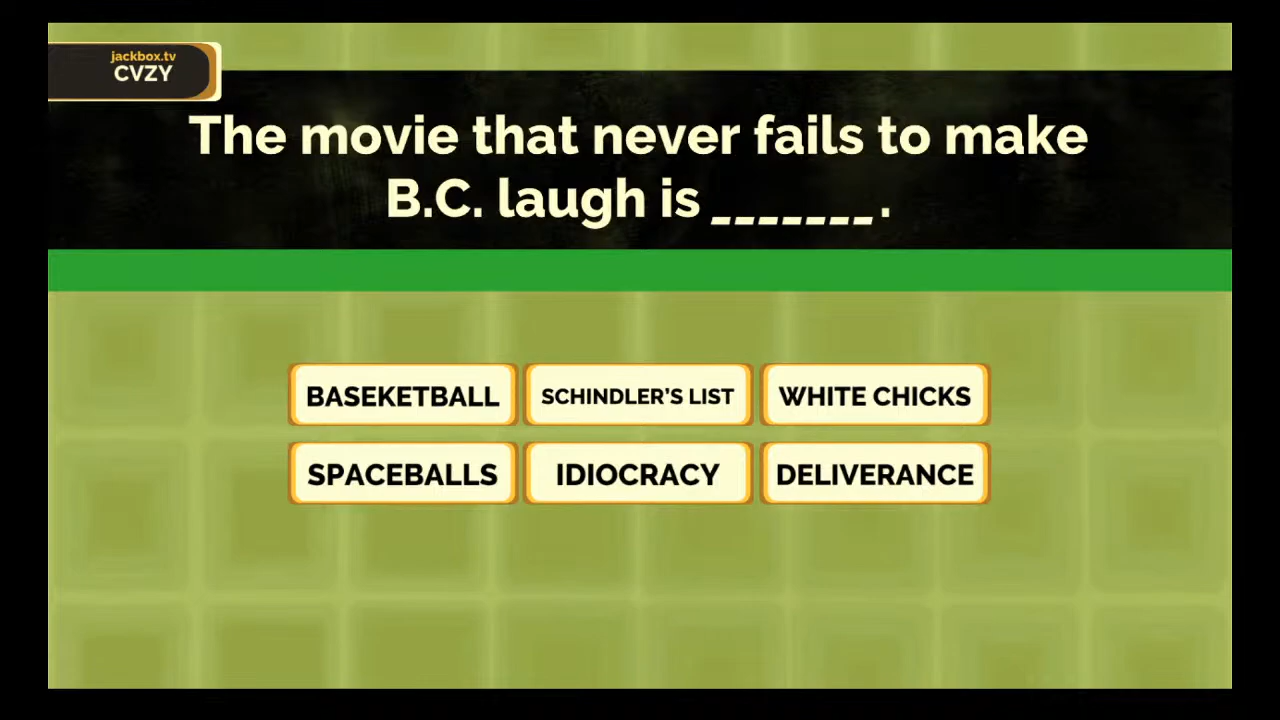 jackbox.tv
CVZY
The movie that never fails to make
B.C. laugh is _______.
BASEKETBALL SCHINDLER'S LIST WHITE CHICKS
SPACEBALLS IDIOCRACY DELIVERANCE